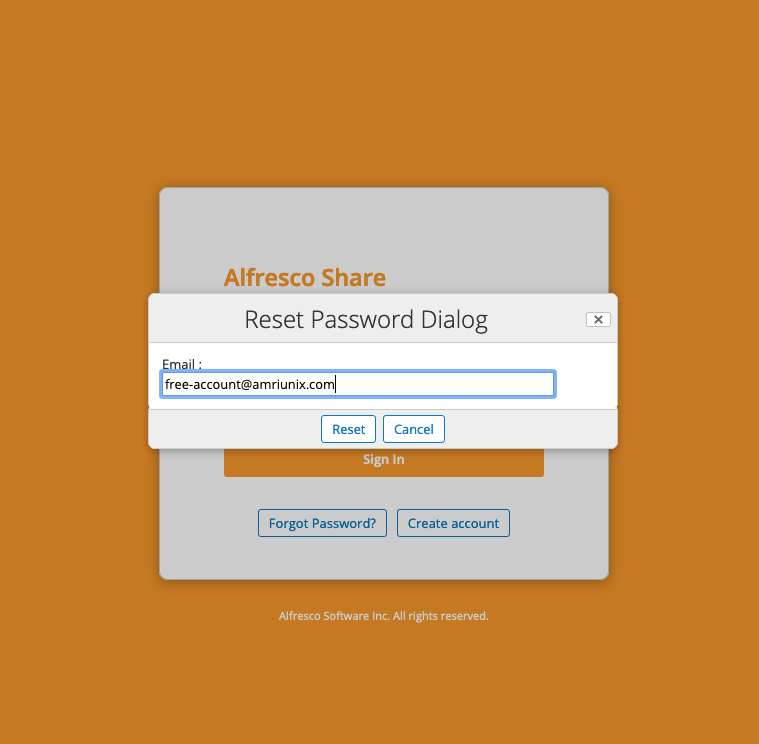 Alfresco Share
Reset Password Dialog
Email :
free-account@amriunix.com
Reset Cancel
Sign In
Forgot Password? Create account
Alfresco Software Inc. All rights reserved.